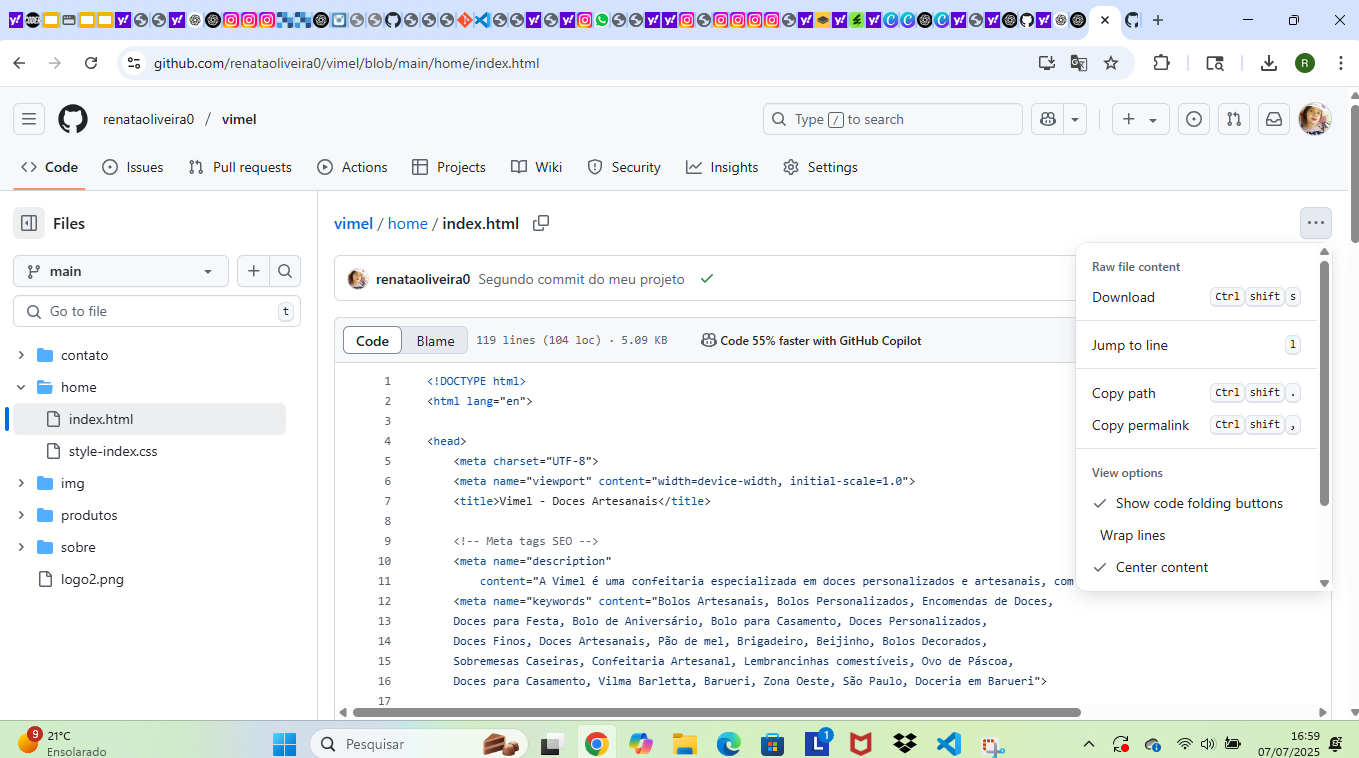 github.com/renataoliveira0/vimel/blob/main/home/index.html
R
renataoliveira0 / vimel
Type / to search
Code
Issues
Pull requests
Actions
Projects
Wiki
Security
Insights
Settings
Files
main
Go to file
t
contato
home
index.html
style-index.css
img
produtos
sobre
logo2.png
vimel / home / index.html
renataoliveira0 Segundo commit do meu projeto
Code Blame 119 lines (104 loc) · 5.09 KB Code 55% faster with GitHub Copilot
1 <!DOCTYPE html>
2 <html lang="en">
3
4 <head>
5 <meta charset="UTF-8">
6 <meta name="viewport" content="width=device-width, initial-scale=1.0">
7 <title>Vimel - Doces Artesanais</title>
8
9 <!-- Meta tags SEO -->
10 <meta name="description"
11 content="A Vimel é uma confeitaria especializada em doces personalizados e artesanais, com
12 <meta name="keywords" content="Bolos Artesanais, Bolos Personalizados, Encomendas de Doces,
13 Doces para Festa, Bolo de Aniversário, Bolo para Casamento, Doces Personalizados,
14 Doces Finos, Doces Artesanais, Pão de mel, Brigadeiro, Beijinho, Bolos Decorados,
15 Sobremesas Caseiras, Confeitaria Artesanal, Lembrancinhas comestíveis, Ovo de Páscoa,
16 Doces para Casamento, Vilma Barletta, Barueri, Zona Oeste, São Paulo, Doceria em Barueri">
17
Raw file content
Download Ctrl shift s
Jump to line l
Copy path Ctrl shift .
Copy permalink Ctrl shift ,
View options
Show code folding buttons
Wrap lines
Center content
9
21°C
Ensolarado
Pesquisar
L
1
16:59
07/07/2025